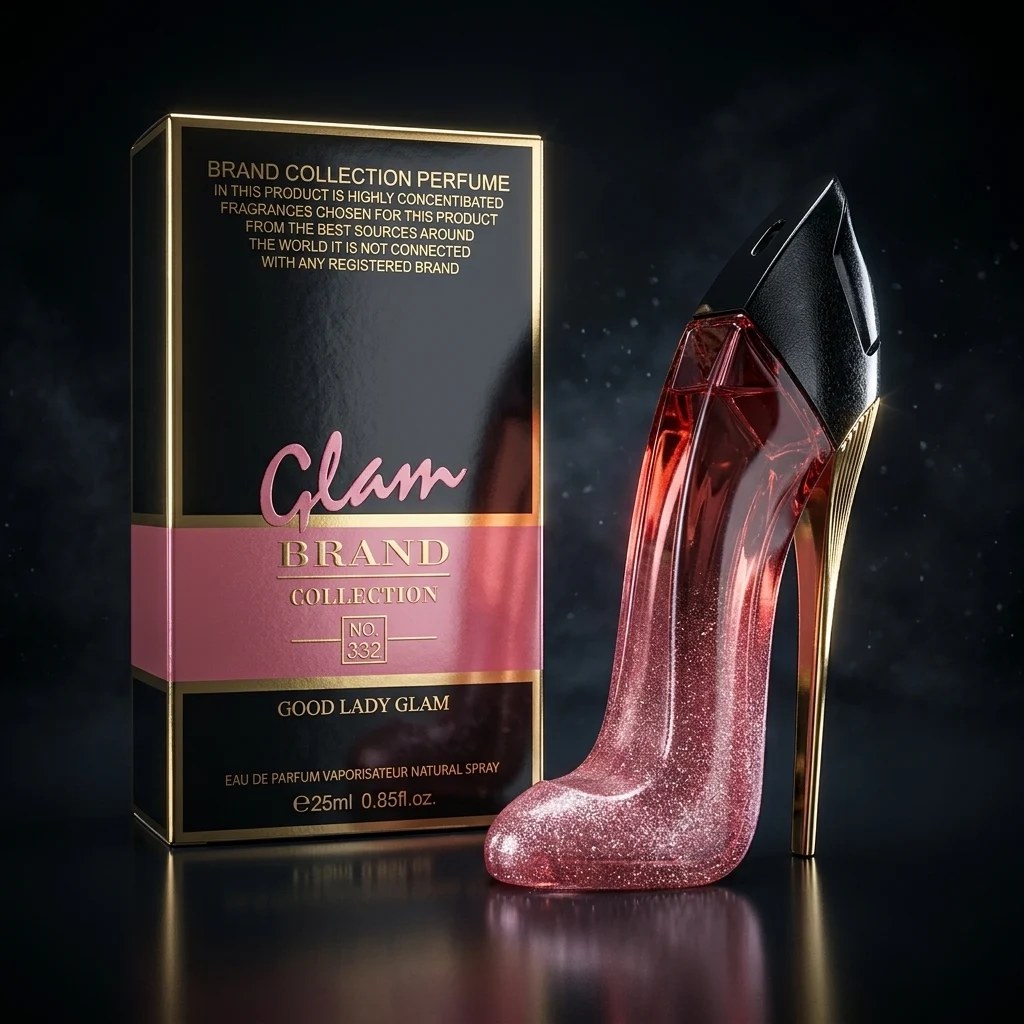 BRAND COLLECTION PERFUME
IN THIS PRODUCT IS HIGHLY CONCENTIBATED
FRAGRANCES CHOSEN FOR THIS PRODUCT
FROM THE BEST SOURCES AROUND
THE WORLD IT IS NOT CONNECTED
WITH ANY REGISTERED BRAND
Glam
BRAND
COLLECTION
NO.
332
GOOD LADY GLAM
EAU DE PARFUM VAPORISATEUR NATURAL SPRAY
℮25ml 0.85fl.oz.